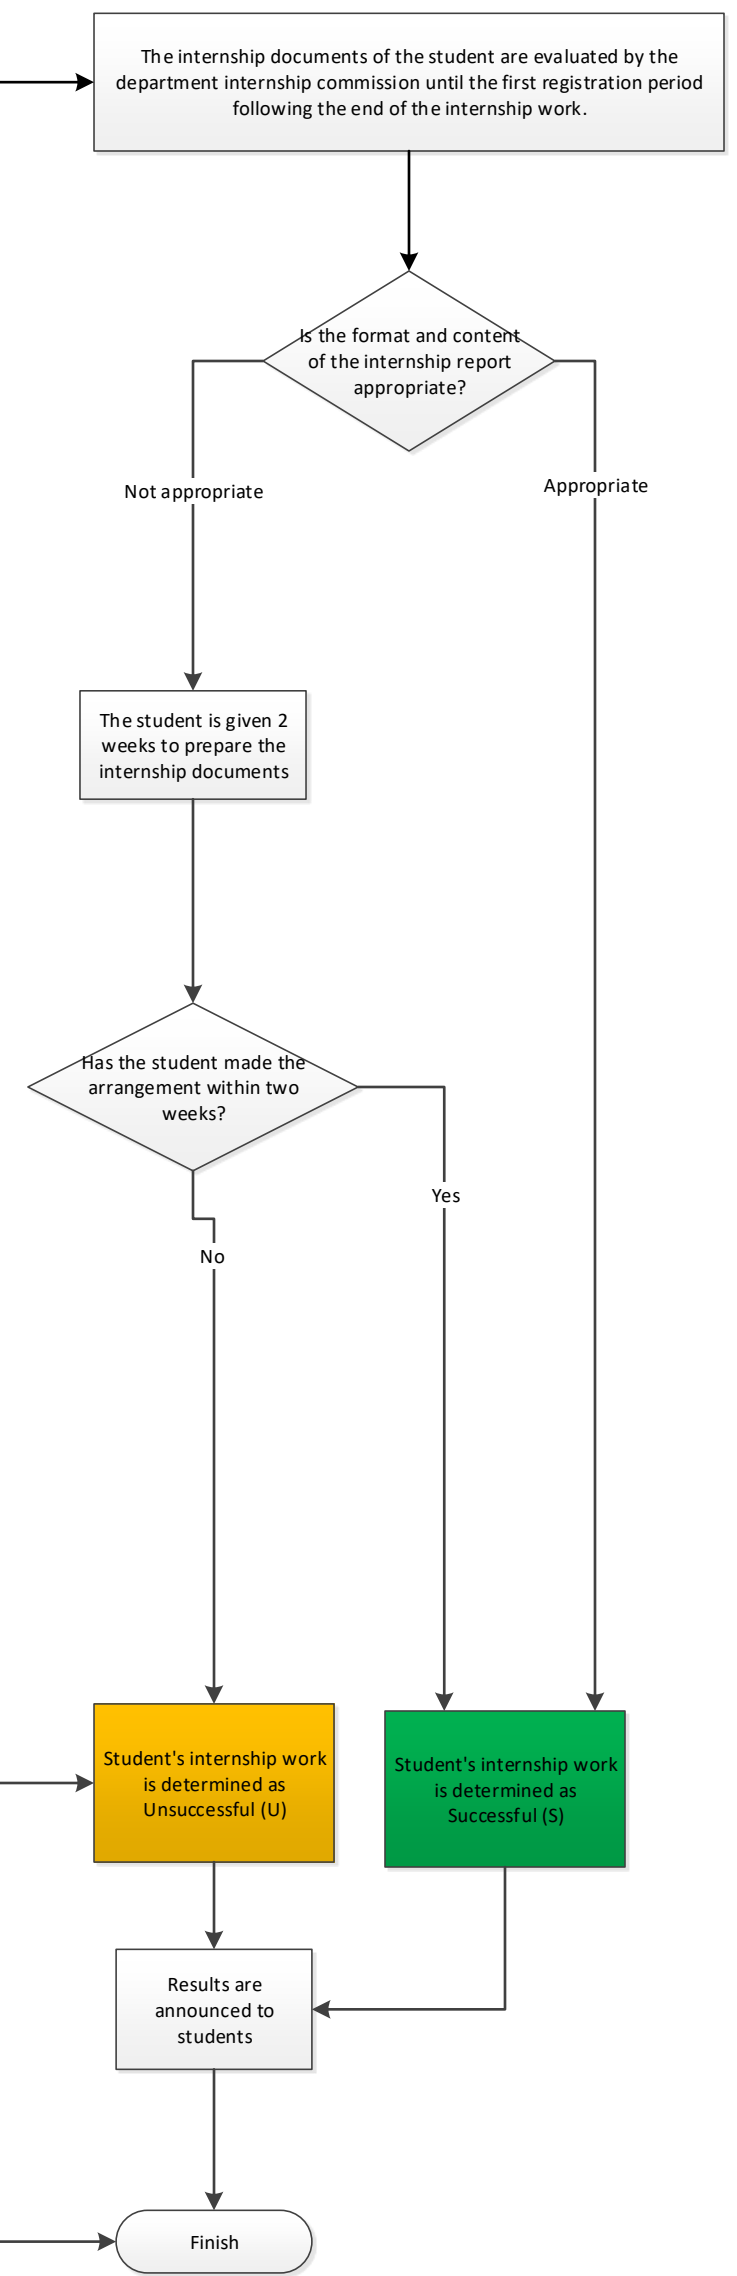 The internship documents of the student are evaluated by the
department internship commission until the first registration period
following the end of the internship work.
Is the format and content
of the internship report
appropriate?
Not appropriate
Appropriate
The student is given 2
weeks to prepare the
internship documents
Has the student made the
arrangement within two
weeks?
Yes
No
Student's internship work
is determined as
Unsuccessful (U)
Student's internship work
is determined as
Successful (S)
Results are
announced to
students
Finish